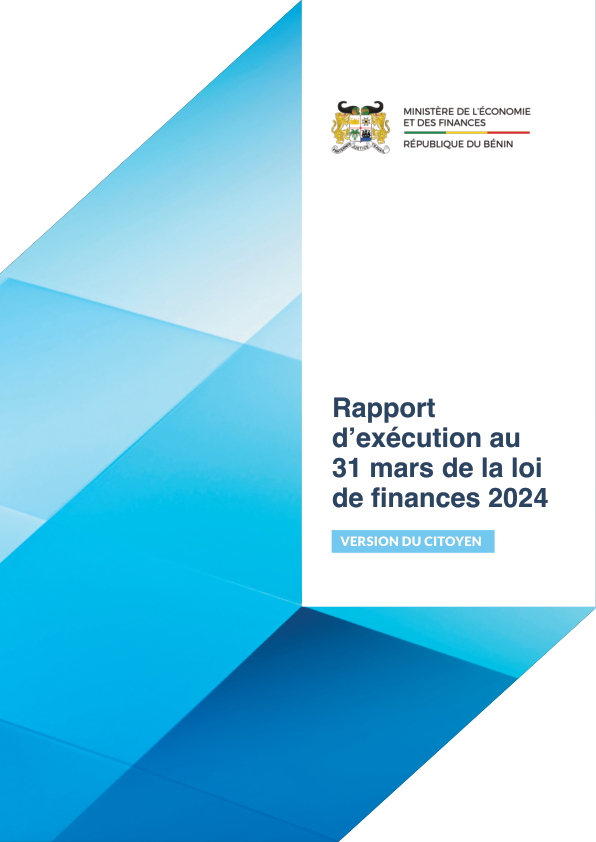 MINISTÈRE DE L'ÉCONOMIE
ET DES FINANCES
RÉPUBLIQUE DU BÉNIN
Rapport
d'exécution au
31 mars de la loi
de finances 2024
VERSION DU CITOYEN